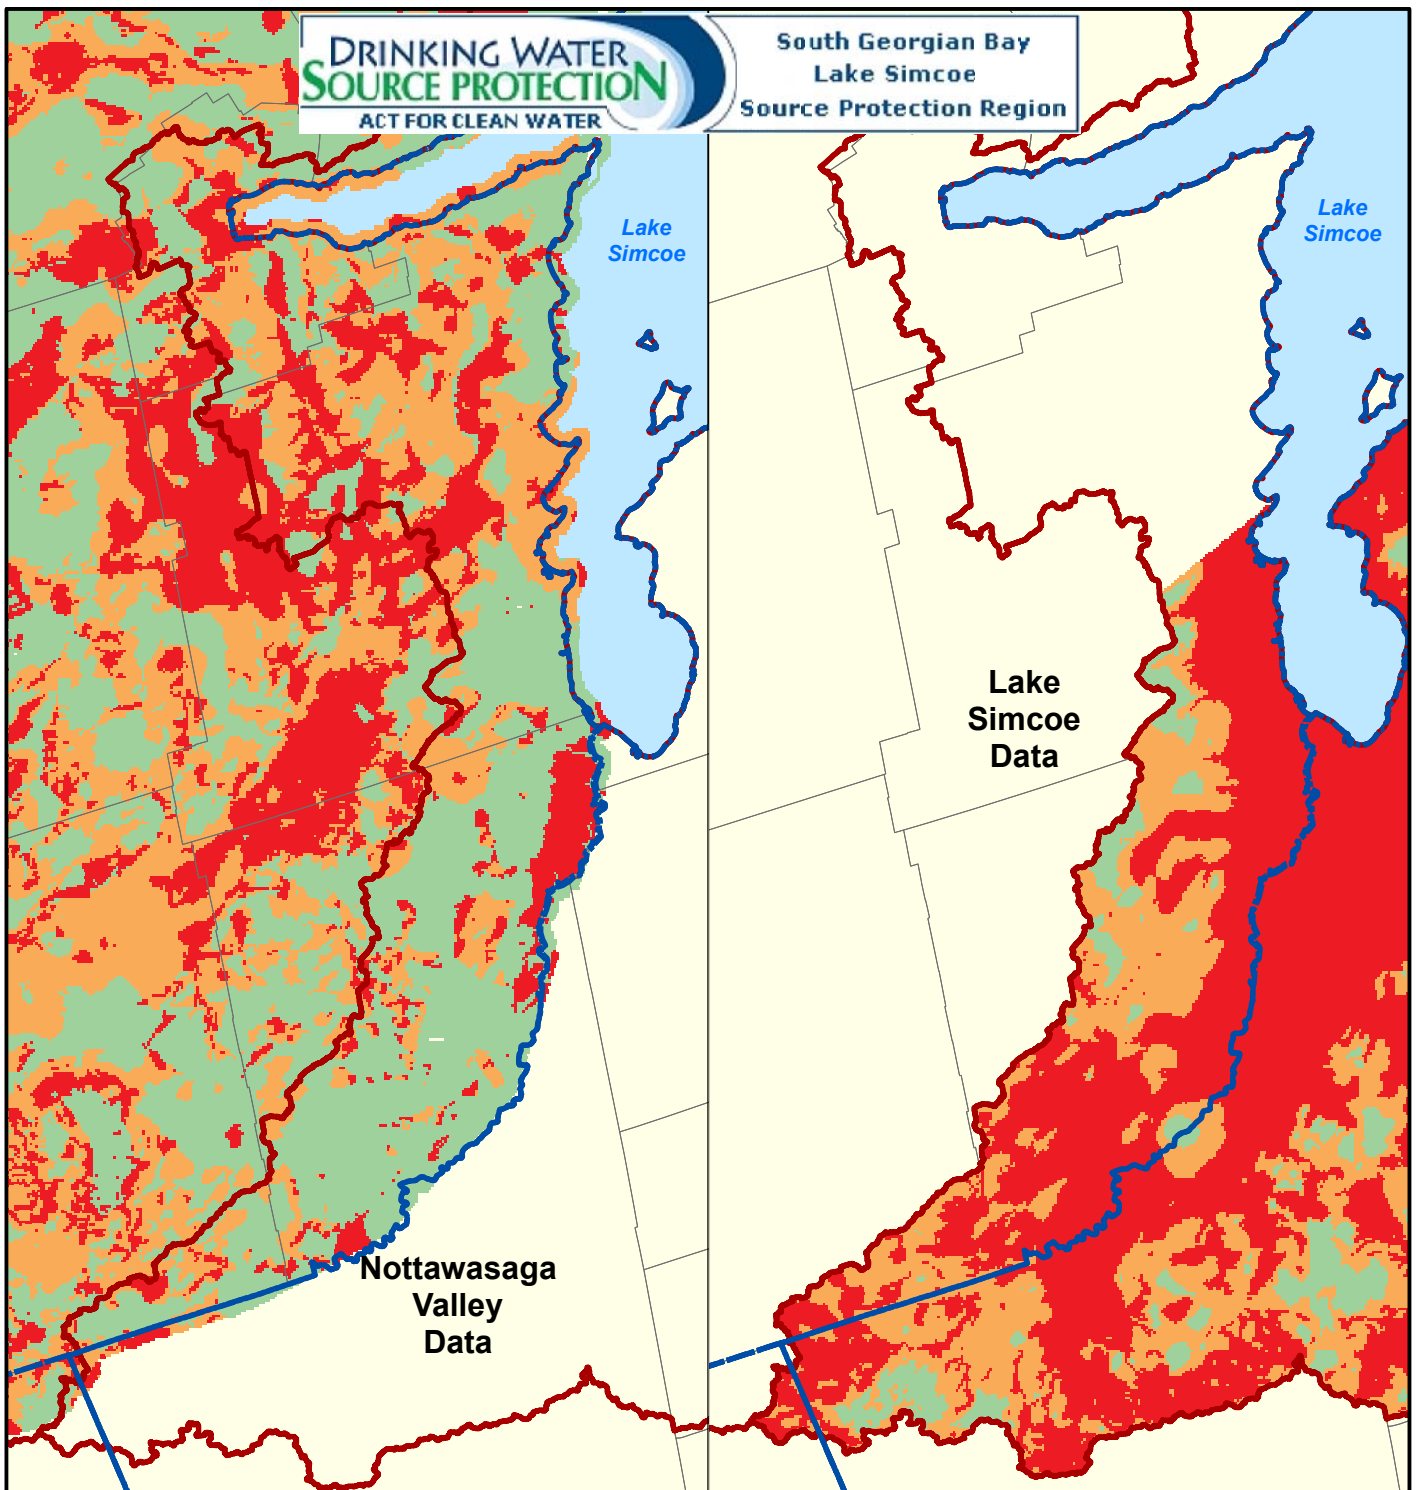 DRINKING WATER
SOURCE PROTECTION
ACT FOR CLEAN WATER
South Georgian Bay
Lake Simcoe
Source Protection Region
Lake
Simcoe
Lake
Simcoe
Lake
Simcoe
Data
Nottawasaga
Valley
Data